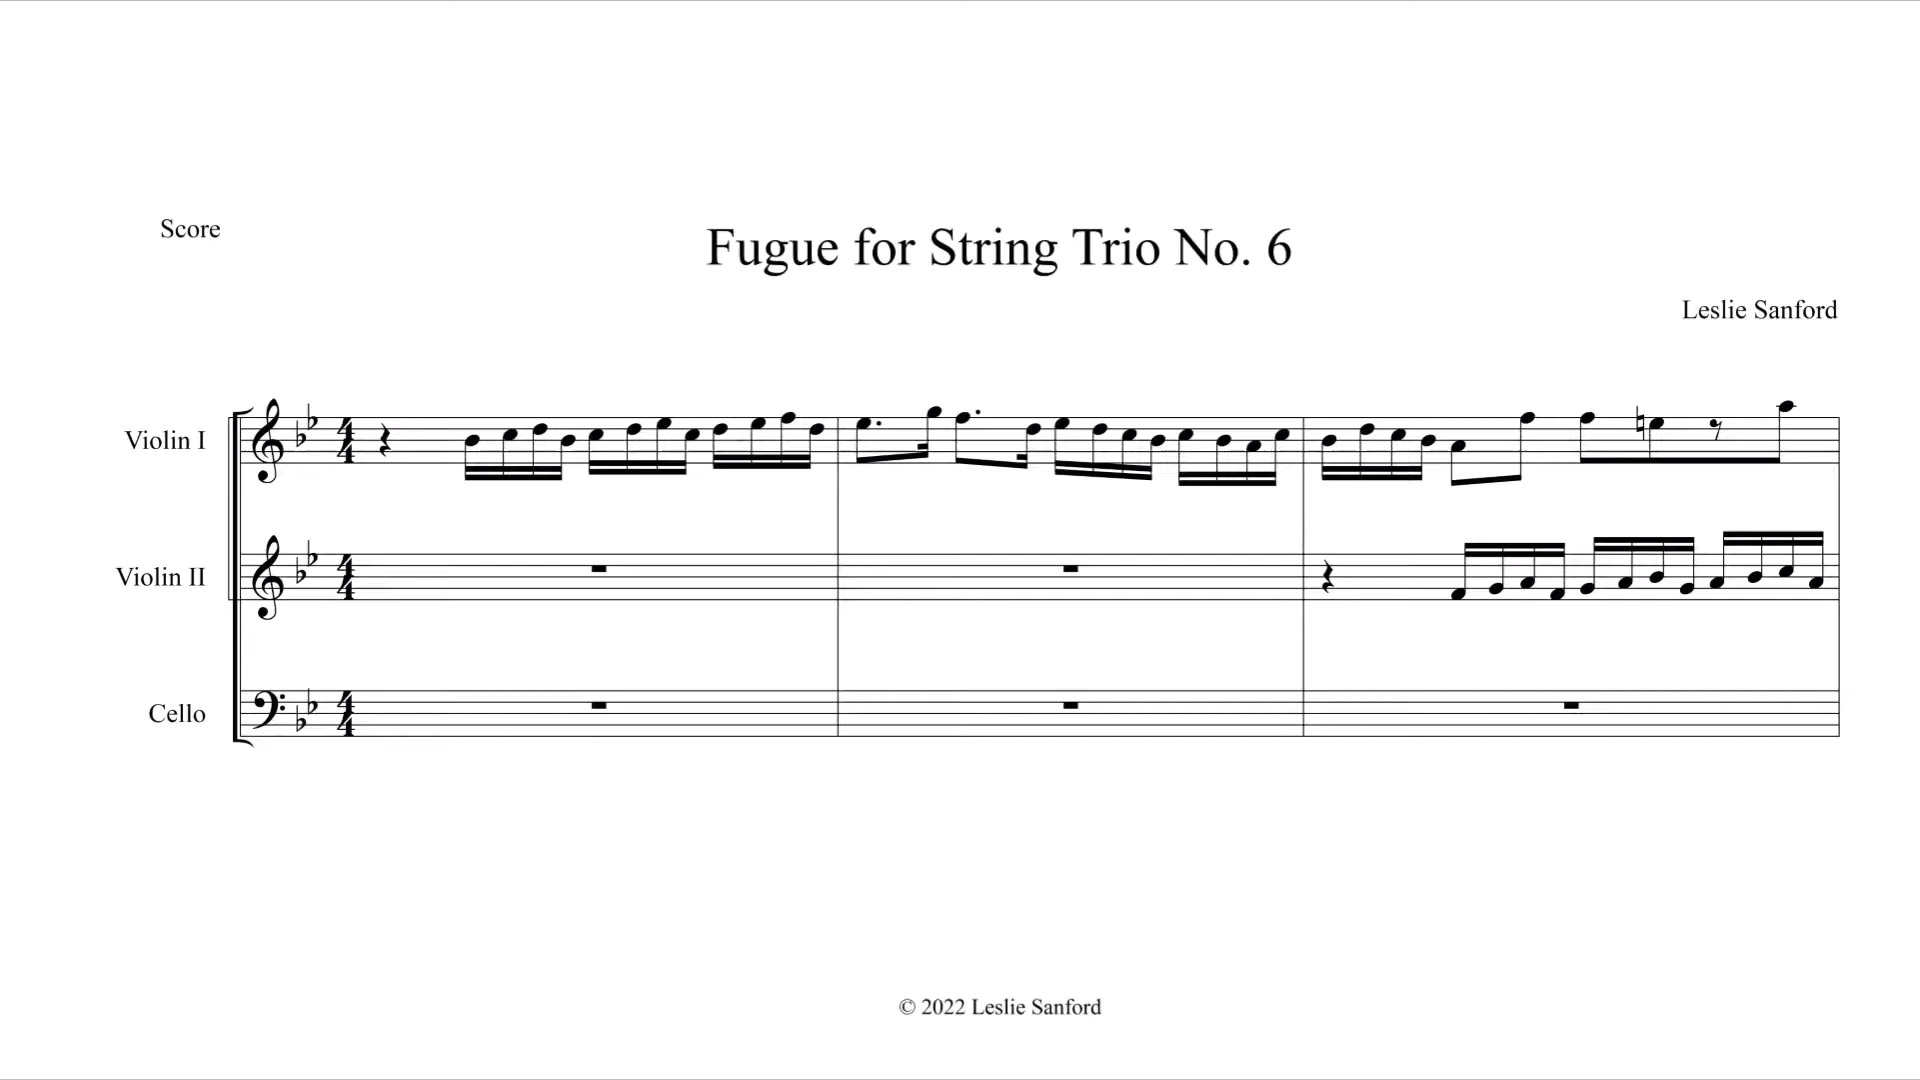 Score
Fugue for String Trio No. 6
Leslie Sanford
Violin I
Violin II
Cello
© 2022 Leslie Sanford